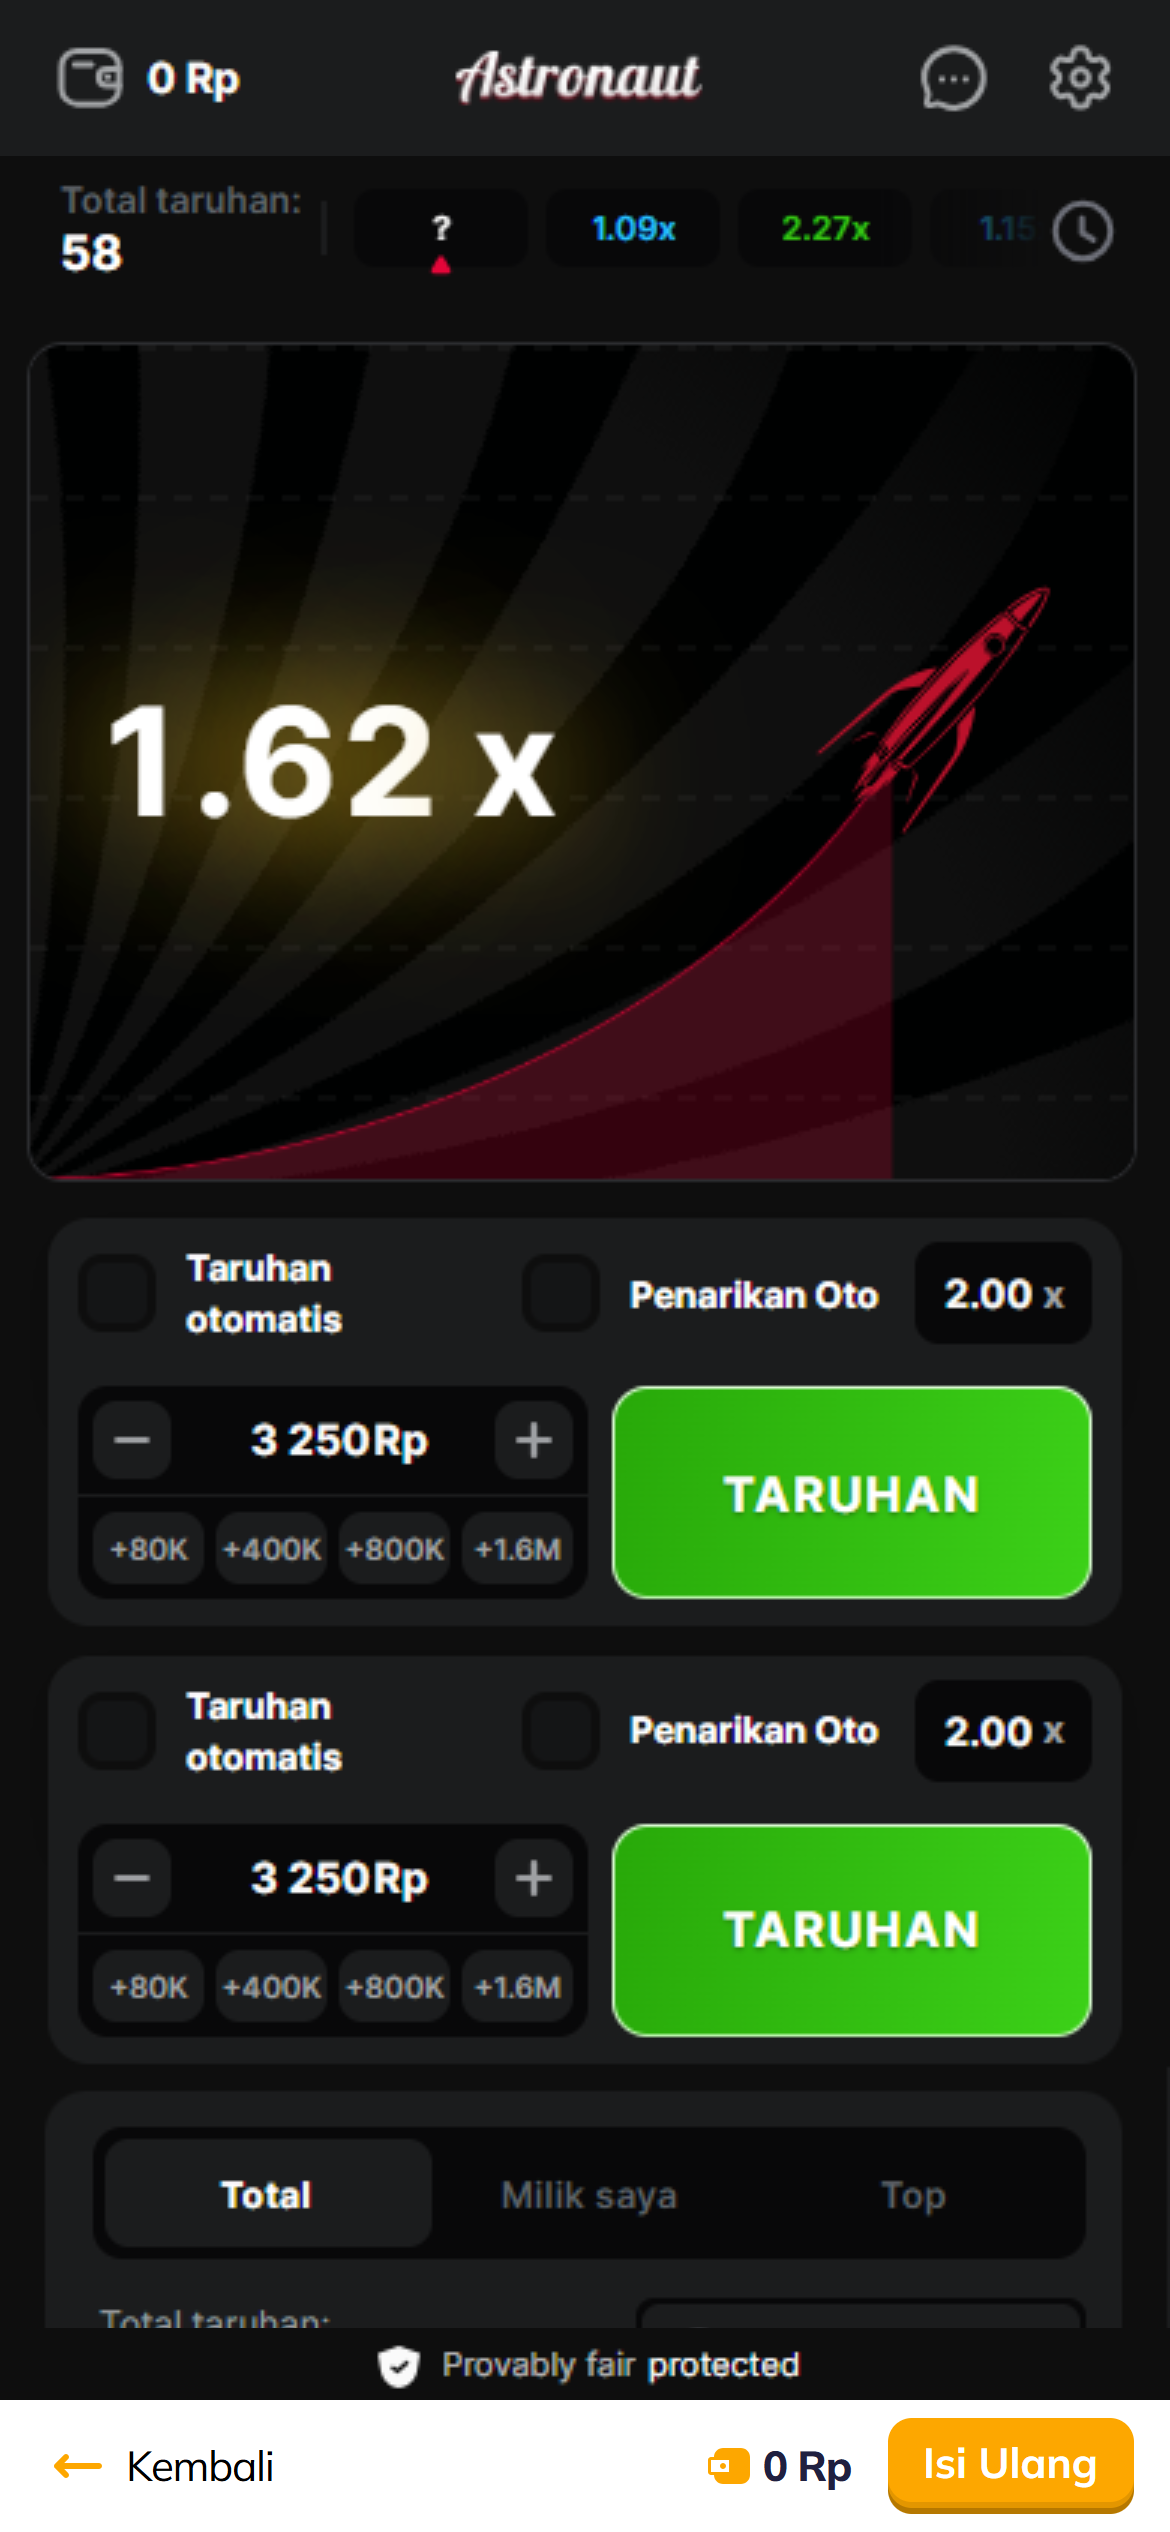 0 Rp
Astronaut
Total taruhan:
58
?
1.09x
2.27x
1.15
1.62 x
Taruhan
otomatis
Penarikan Oto
2.00 x
3 250Rp
+80K
+400K
+800K
+1.6M
TARUHAN
Taruhan
otomatis
Penarikan Oto
2.00 x
3 250Rp
+80K
+400K
+800K
+1.6M
TARUHAN
Total
Milik saya
Top
Total taruhan:
Provably fair protected
Kembali
0 Rp
Isi Ulang